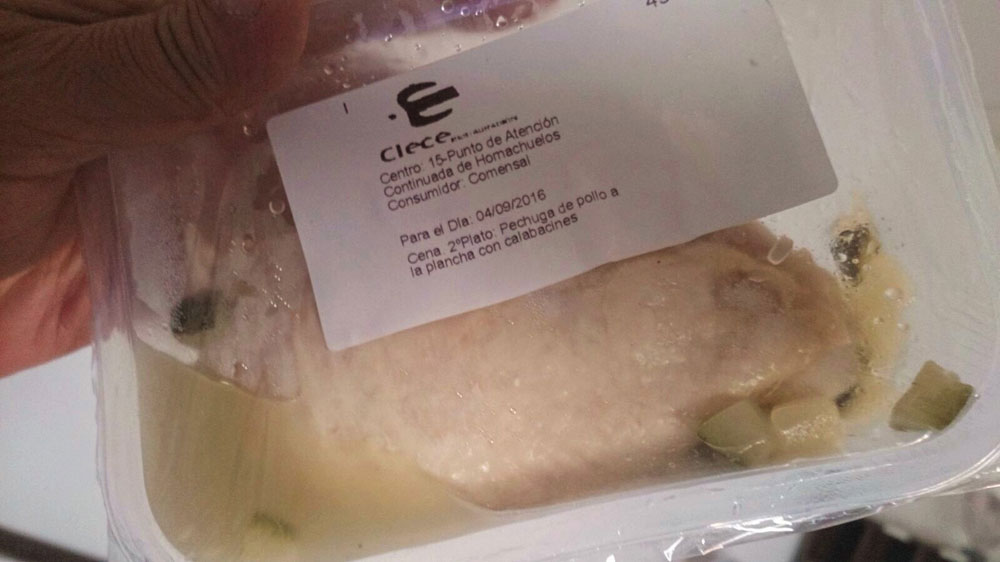 Clece
Centro: 15-Punto de Atención
Continuada de Hornachuelos
Consumidor: Comensal
Para el Día: 04/09/2016
Cena. 2ºPlato: Pechuga de pollo a
la plancha con calabacines